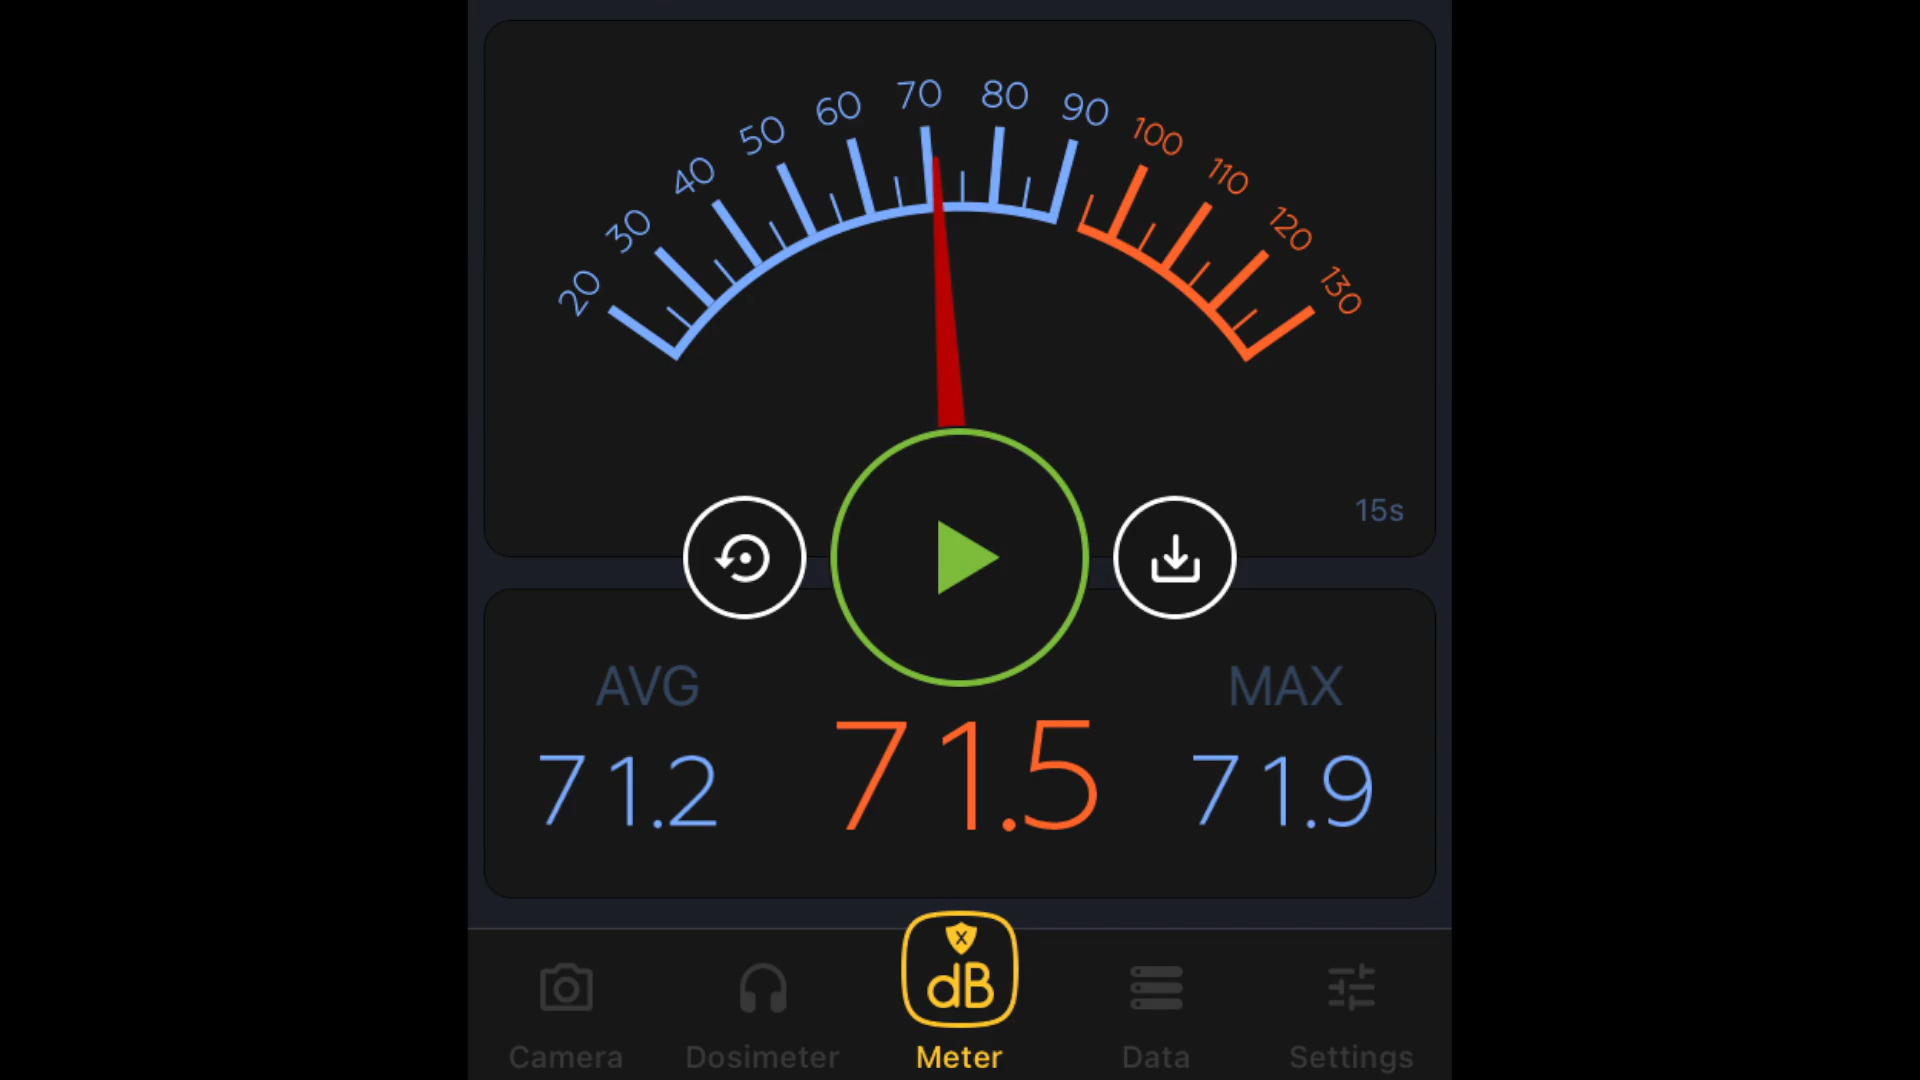 20 30 40 50 60 70 80 90 100 110 120 130
15s
AVG MAX
71.2 71.5 71.9
X
dB
Camera Dosimeter Meter Data Settings